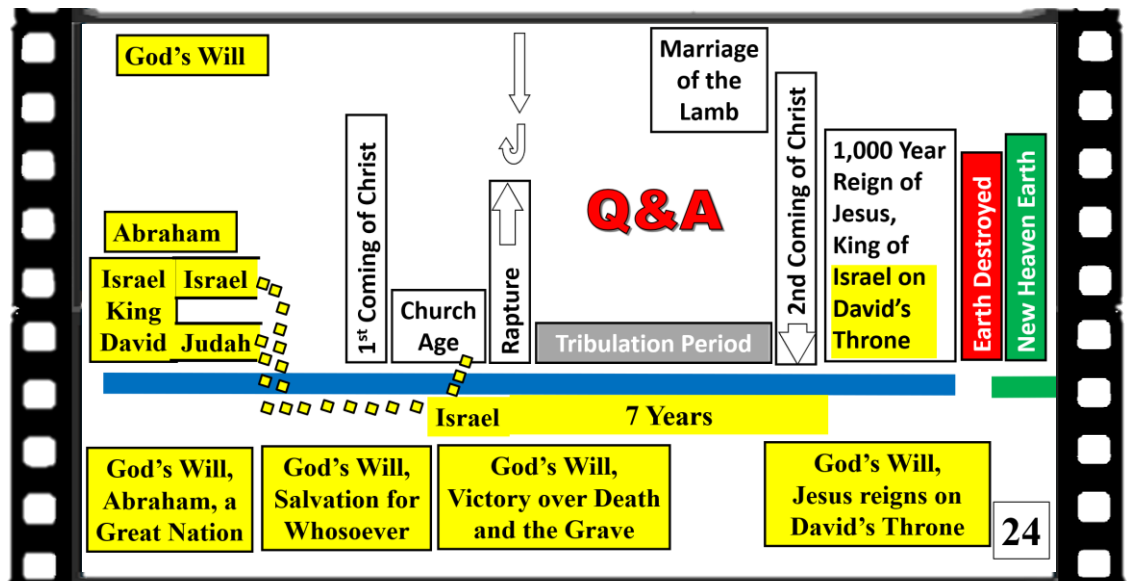 God's Will
Abraham
Israel
King
David
Israel
Judah
1st Coming of Christ
Church
Age
Rapture
Q&A
Tribulation Period
Marriage
of the
Lamb
2nd Coming of Christ
1,000 Year
Reign of
Jesus,
King of
Israel on
David's
Throne
Earth Destroyed
New Heaven Earth
Israel
7 Years
God's Will,
Abraham, a
Great Nation
God's Will,
Salvation for
Whosoever
God's Will,
Victory over Death
and the Grave
God's Will,
Jesus reigns on
David's Throne
24